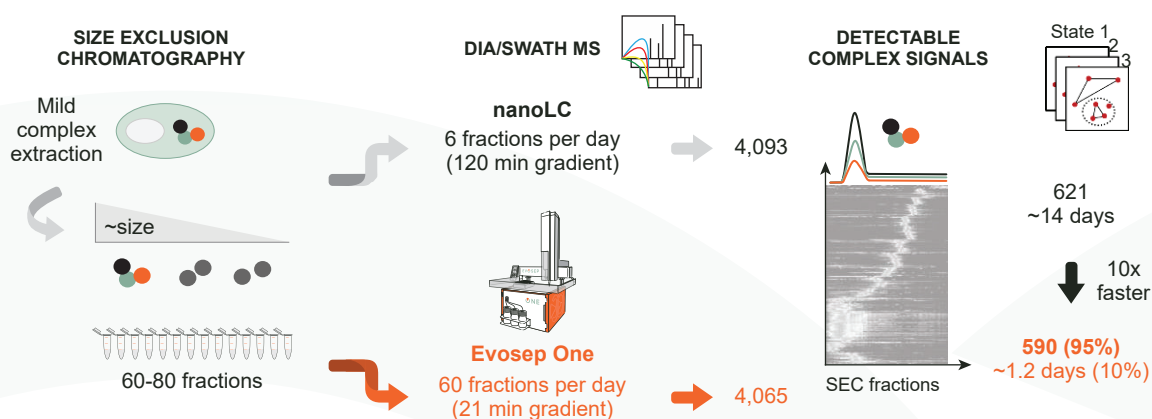 SIZE EXCLUSION
CHROMATOGRAPHY
Mild
complex
extraction
~size
60-80 fractions
DIA/SWATH MS
nanoLC
6 fractions per day
(120 min gradient)
4,093
EVOSEP
ONE
Evosep One
60 fractions per day
(21 min gradient)
4,065
DETECTABLE
COMPLEX SIGNALS
SEC fractions
State 1
2
3
621
~14 days
10x
faster
590 (95%)
~1.2 days (10%)